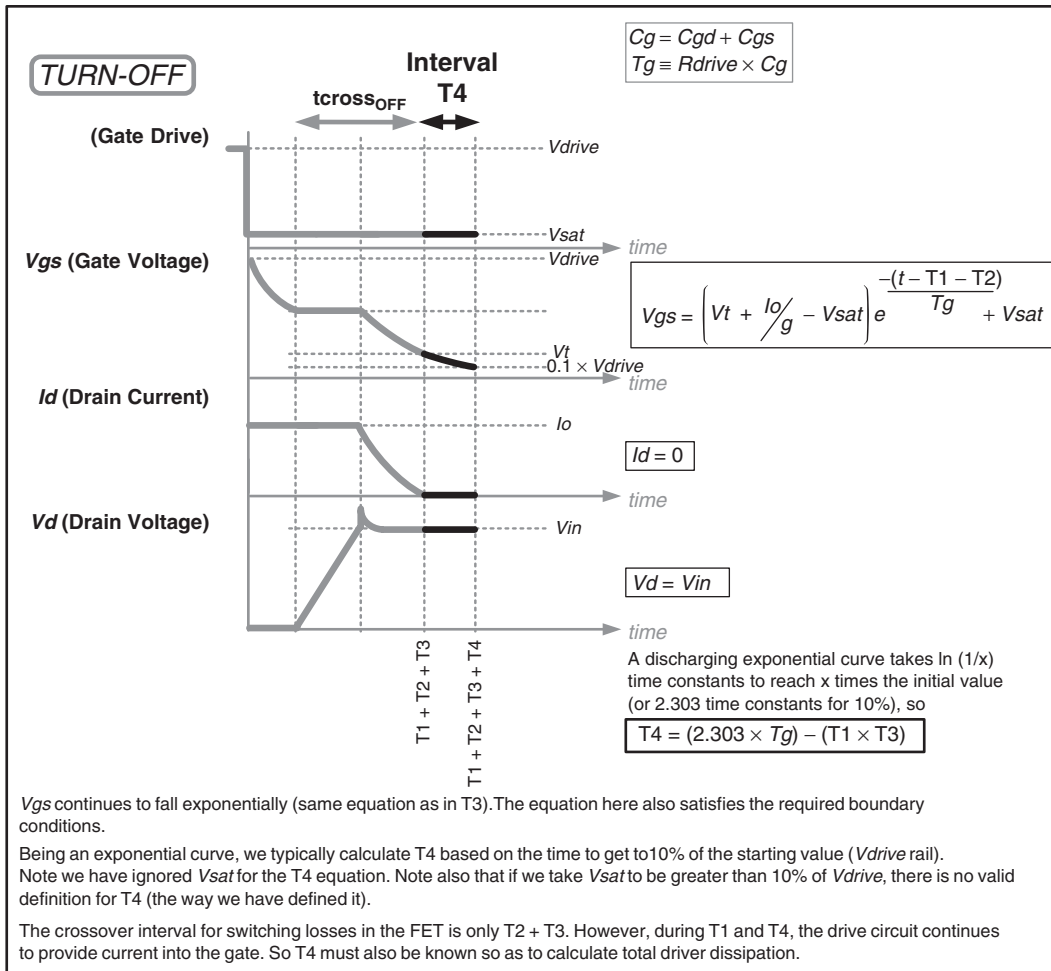 TURN-OFF
Interval
T4
tcrossOFF
Cg = Cgd + Cgs
Tg ≡ Rdrive × Cg
(Gate Drive)
Vdrive
Vsat
time
Vgs (Gate Voltage)
Vdrive
Vgs = (Vt + Io/g – Vsat) e^(–(t – T1 – T2)/Tg) + Vsat
Vt
0.1 × Vdrive
time
Id (Drain Current)
Io
Id = 0
time
Vd (Drain Voltage)
Vin
Vd = Vin
time
T1 + T2 + T3
T1 + T2 + T3 + T4
A discharging exponential curve takes ln (1/x)
time constants to reach x times the initial value
(or 2.303 time constants for 10%), so
T4 = (2.303 × Tg) – (T1 × T3)
Vgs continues to fall exponentially (same equation as in T3).The equation here also satisfies the required boundary
conditions.
Being an exponential curve, we typically calculate T4 based on the time to get to10% of the starting value (Vdrive rail).
Note we have ignored Vsat for the T4 equation. Note also that if we take Vsat to be greater than 10% of Vdrive, there is no valid
definition for T4 (the way we have defined it).
The crossover interval for switching losses in the FET is only T2 + T3. However, during T1 and T4, the drive circuit continues
to provide current into the gate. So T4 must also be known so as to calculate total driver dissipation.